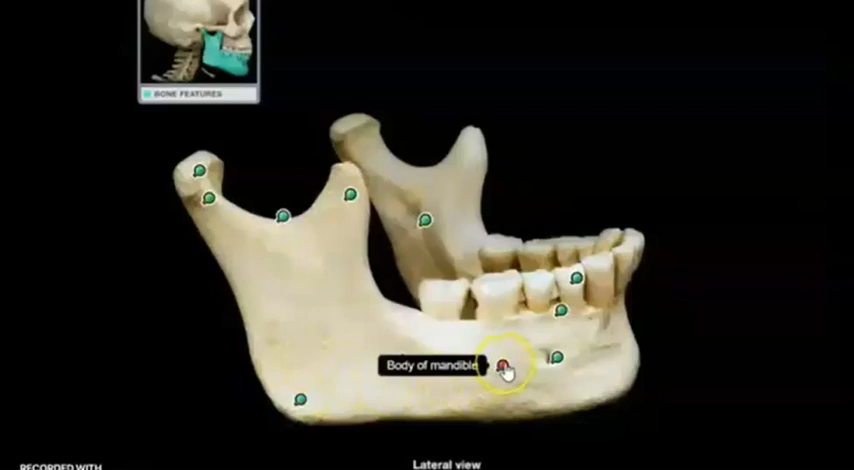 BONE FEATURES
Body of mandible
Lateral view
RECORDED WITH